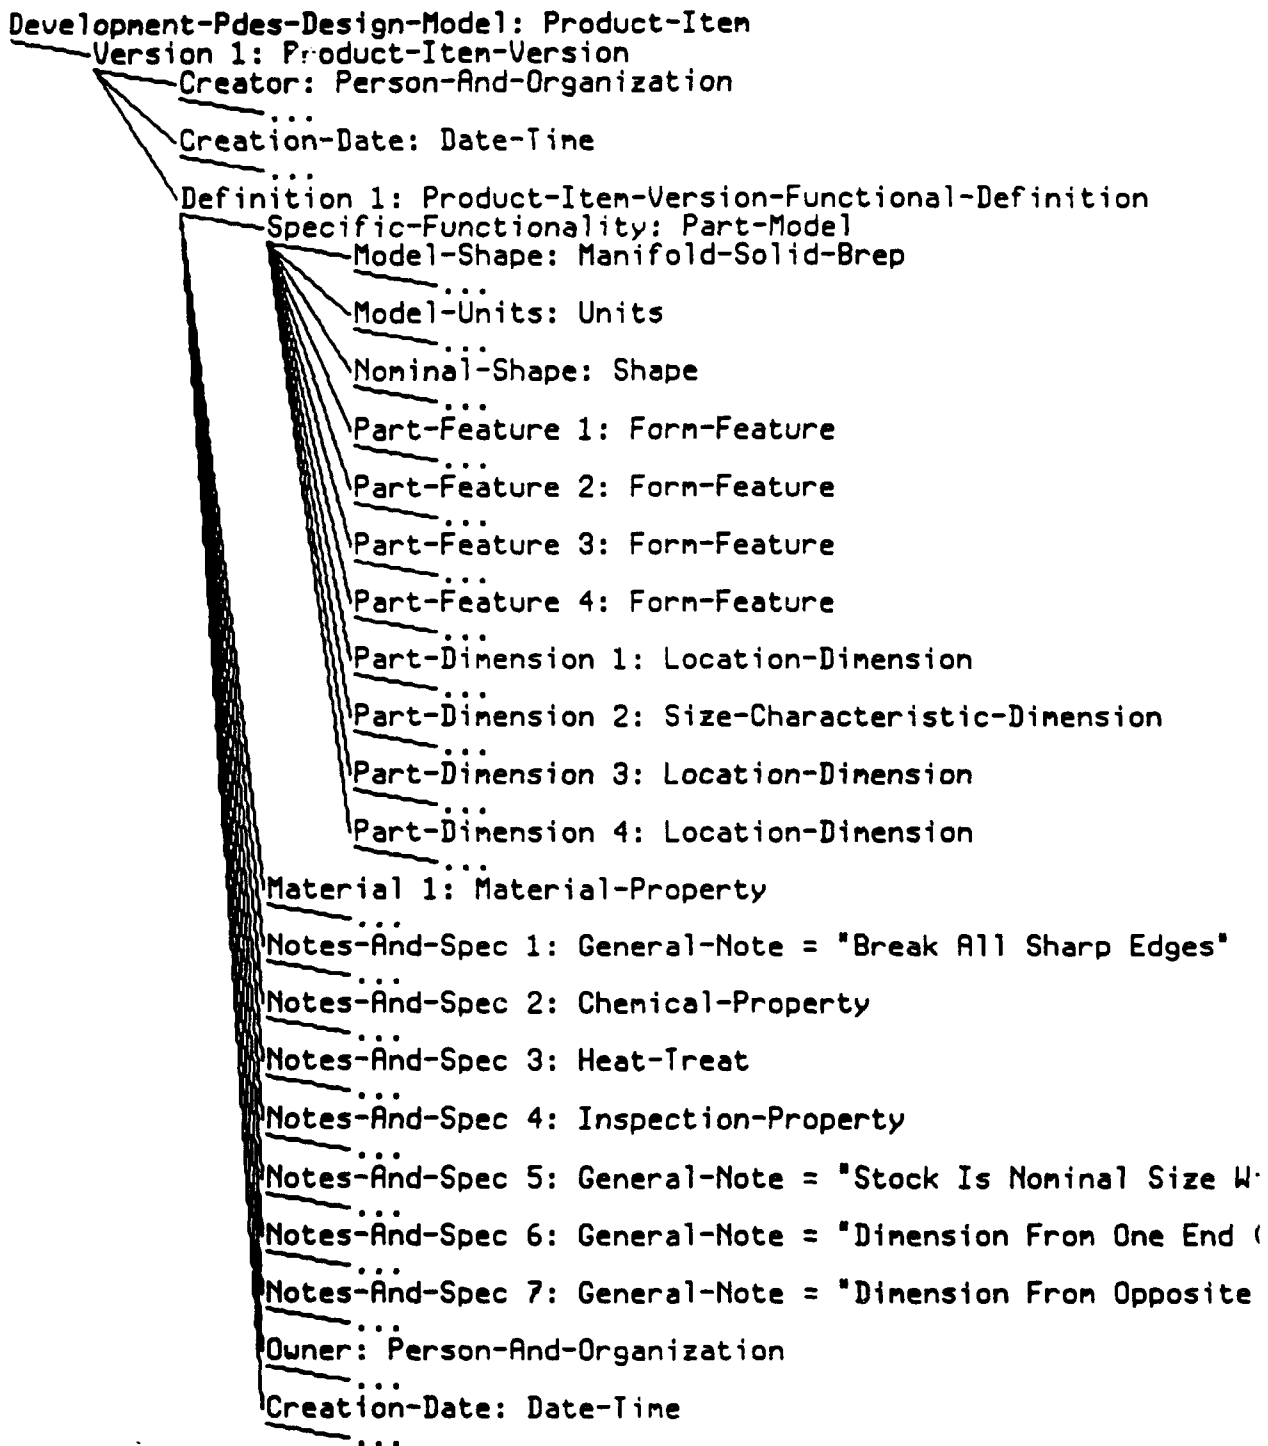 Development-Pdes-Design-Model: Product-Item
Version 1: Product-Item-Version
Creator: Person-And-Organization
...
Creation-Date: Date-Time
...
Definition 1: Product-Item-Version-Functional-Definition
Specific-Functionality: Part-Model
Model-Shape: Manifold-Solid-Brep
...
Model-Units: Units
...
Nominal-Shape: Shape
...
Part-Feature 1: Form-Feature
...
Part-Feature 2: Form-Feature
...
Part-Feature 3: Form-Feature
...
Part-Feature 4: Form-Feature
...
Part-Dimension 1: Location-Dimension
...
Part-Dimension 2: Size-Characteristic-Dimension
...
Part-Dimension 3: Location-Dimension
...
Part-Dimension 4: Location-Dimension
...
Material 1: Material-Property
...
Notes-And-Spec 1: General-Note = "Break All Sharp Edges"
...
Notes-And-Spec 2: Chemical-Property
...
Notes-And-Spec 3: Heat-Treat
...
Notes-And-Spec 4: Inspection-Property
...
Notes-And-Spec 5: General-Note = "Stock Is Nominal Size
...
Notes-And-Spec 6: General-Note = "Dimension From One End
...
Notes-And-Spec 7: General-Note = "Dimension From Opposite
...
Owner: Person-And-Organization
...
Creation-Date: Date-Time
...